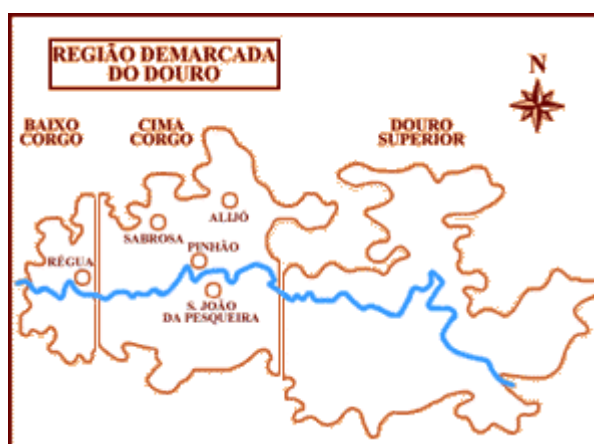 REGIÃO DEMARCADA
DO DOURO
N
BAIXO
CORGO
CIMA
CORGO
DOURO
SUPERIOR
ALIJÓ
SABROSA
PINHÃO
RÉGUA
S. JOÃO
DA PESQUEIRA